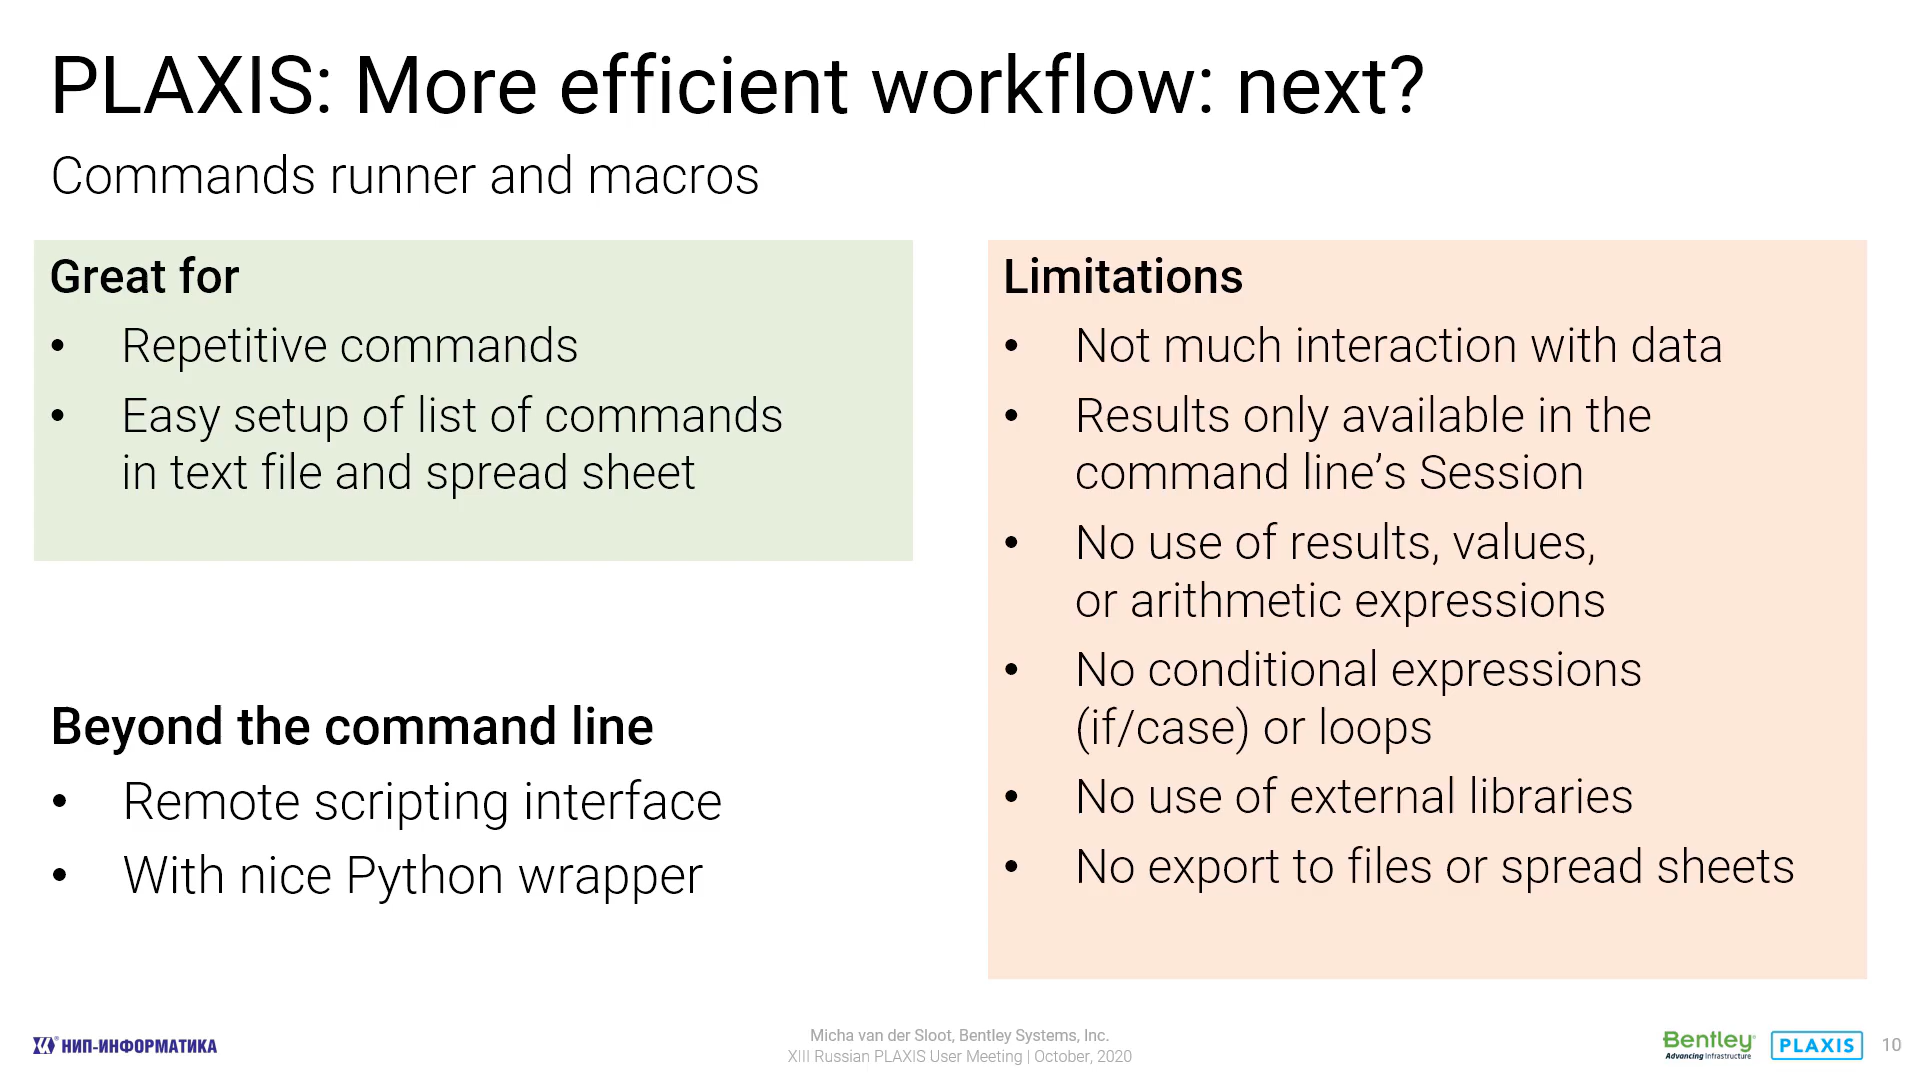 PLAXIS: More efficient workflow: next?
Commands runner and macros
Great for
• Repetitive commands
• Easy setup of list of commands
in text file and spread sheet
Beyond the command line
• Remote scripting interface
• With nice Python wrapper
Limitations
• Not much interaction with data
• Results only available in the
command line’s Session
• No use of results, values,
or arithmetic expressions
• No conditional expressions
(if/case) or loops
• No use of external libraries
• No export to files or spread sheets
НИП-ИНФОРМАТИКА
Micha van der Sloot, Bentley Systems, Inc.
XIII Russian PLAXIS User Meeting | October, 2020
Bentley®
Advancing Infrastructure
PLAXIS
10